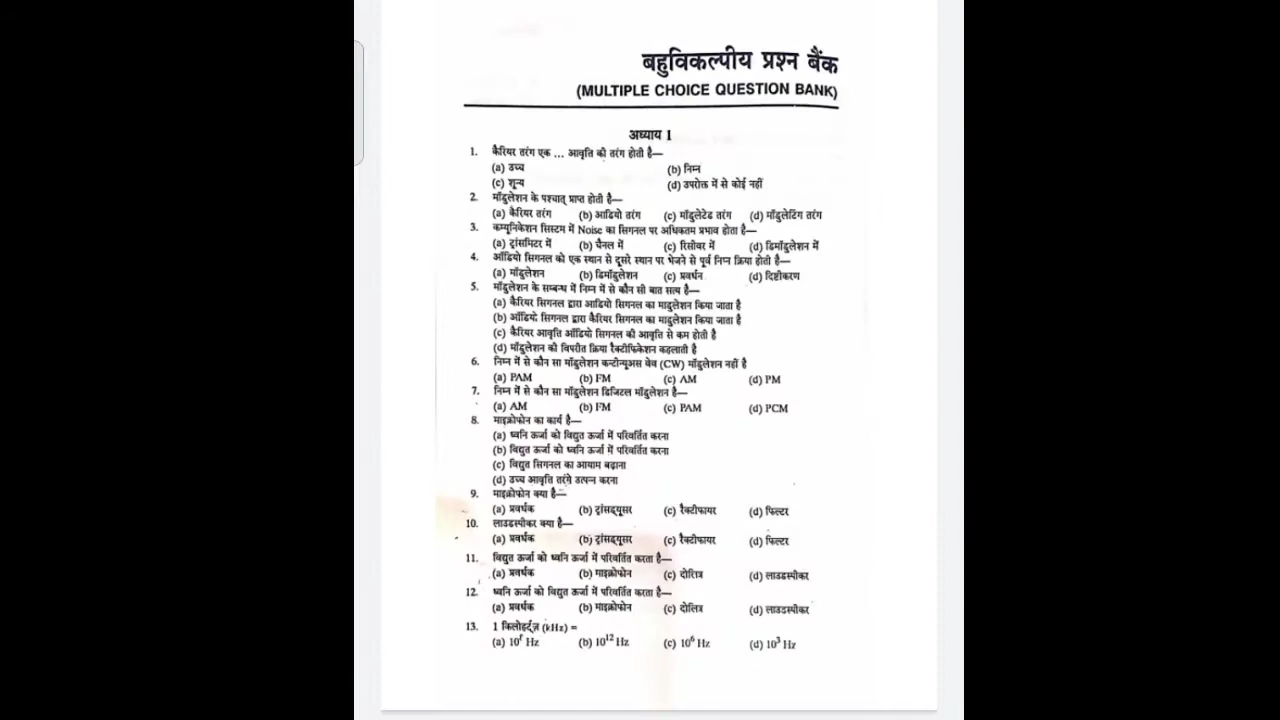 बहुविकल्पीय प्रश्न बैंक
(MULTIPLE CHOICE QUESTION BANK)
अध्याय 1
1. कैरियर तरंग एक ... आवृति की तरंग होती है—
(a) उच्च (b) निम्न
(c) शून्य (d) उपरोक्त में से कोई नहीं
2. मॉडुलेशन के पश्चात् प्राप्त होती है—
(a) कैरियर तरंग (b) आडियो तरंग (c) मॉडुलेटेड तरंग (d) मॉडुलेटिंग तरंग
3. कम्यूनिकेशन सिस्टम में Noise का सिगनल पर अधिकतम प्रभाव होता है—
(a) ट्रांसमिटर में (b) चैनल में (c) रिसीवर में (d) डिमॉडुलेशन में
4. ऑडियो सिगनल को एक स्थान से दूसरे स्थान पर भेजने से पूर्व निम्न क्रिया होती है—
(a) मॉडुलेशन (b) डिमॉडुलेशन (c) प्रवर्धन (d) दिष्टीकरण
5. मॉडुलेशन के सम्बन्ध में निम्न में से कौन सी बात सत्य है—
(a) कैरियर सिगनल द्वारा आडियो सिगनल का माडुलेशन किया जाता है
(b) ऑडियो सिगनल द्वारा कैरियर सिगनल का माडुलेशन किया जाता है
(c) कैरियर आवृति ऑडियो सिगनल की आवृति से कम होती है
(d) मॉडुलेशन की विपरीत क्रिया रैक्टीफिकेशन कहलाती है
6. निम्न में से कौन सा मॉडुलेशन कन्टीन्यूअस वेव (CW) मॉडुलेशन नहीं है
(a) PAM (b) FM (c) AM (d) PM
7. निम्न में से कौन सा मॉडुलेशन डिजिटल मॉडुलेशन है—
(a) AM (b) FM (c) PAM (d) PCM
8. माइक्रोफोन का कार्य है—
(a) ध्वनि ऊर्जा को विद्युत ऊर्जा में परिवर्तित करना
(b) विद्युत ऊर्जा को ध्वनि ऊर्जा में परिवर्तित करना
(c) विद्युत सिगनल का आयाम बढ़ाना
(d) उच्च आवृति तरंगे उत्पन्न करना
9. माइक्रोफोन क्या है—
(a) प्रवर्धक (b) ट्रांसड्यूसर (c) रैक्टीफायर (d) फिल्टर
10. लाउडस्पीकर क्या है—
(a) प्रवर्धक (b) ट्रांसड्यूसर (c) रैक्टीफायर (d) फिल्टर
11. विद्युत ऊर्जा को ध्वनि ऊर्जा में परिवर्तित करता है—
(a) प्रवर्धक (b) माइक्रोफोन (c) दोलित्र (d) लाउडस्पीकर
12. ध्वनि ऊर्जा को विद्युत ऊर्जा में परिवर्तित करता है—
(a) प्रवर्धक (b) माइक्रोफोन (c) दोलित्र (d) लाउडस्पीकर
13. 1 किलोहर्ट्ज़ (kHz) =
(a) Hz (b) 10¹² Hz (c) 10⁶ Hz (d) 10³ Hz